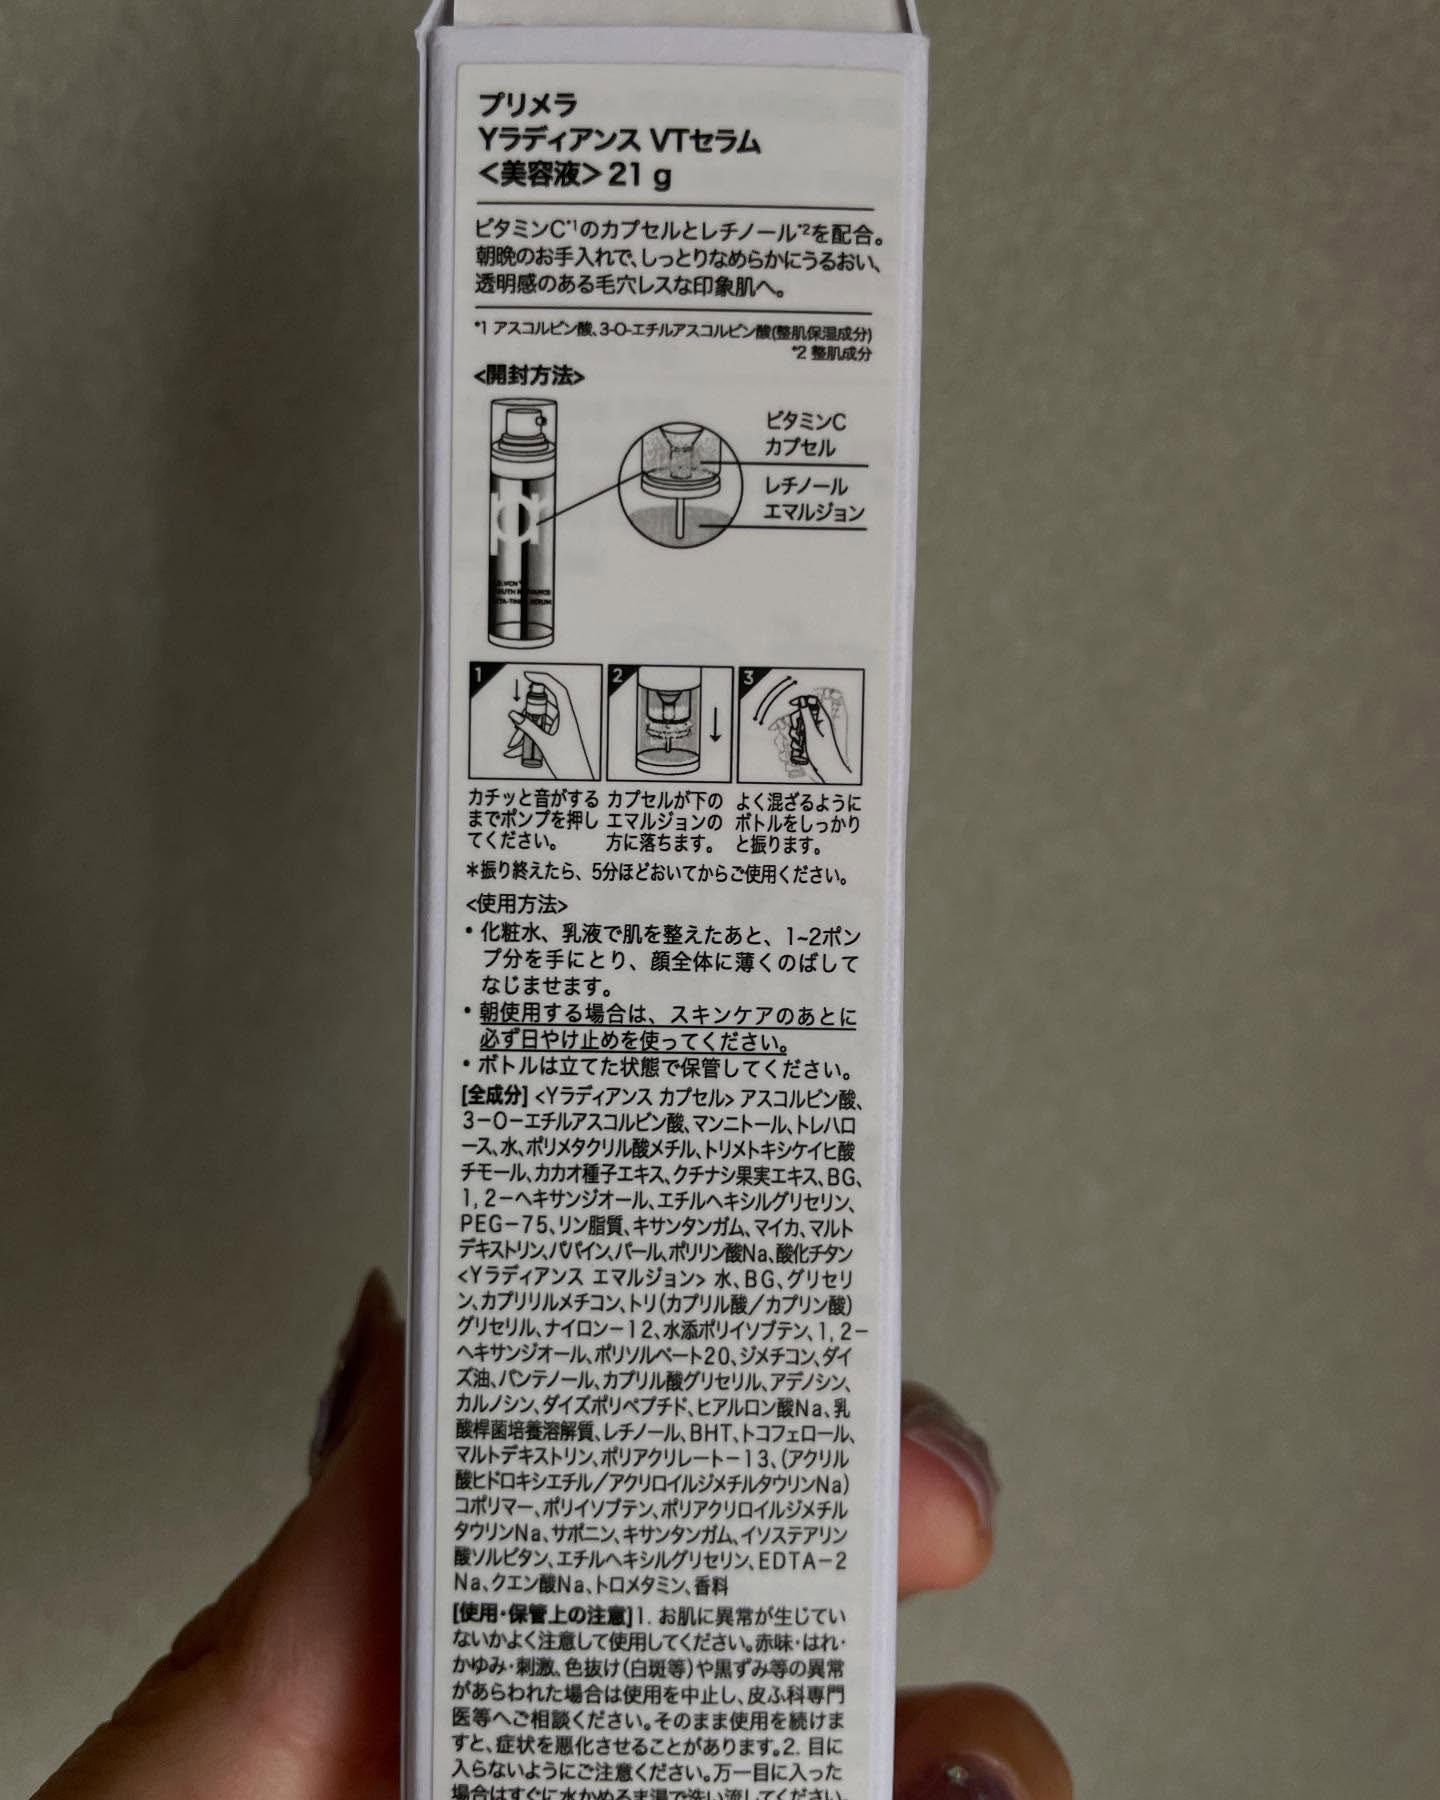 プリメラ
Yラディアンス VTセラム
<美容液> 21 g
ビタミンC*1のカプセルとレチノール*2を配合。
朝晩のお手入れで、しっとりなめらかにうるおい、
透明感のある毛穴レスな印象肌へ。
*1 アスコルビン酸、3-O-エチルアスコルビン酸(整肌保湿成分)
*2 整肌成分
<開封方法>
ビタミンC
カプセル
レチノール
エマルジョン
1
2
3
カチッと音がする
までポンプを押し
てください。
カプセルが下の
エマルジョンの
方に落ちます。
よく混ざるように
ボトルをしっかり
と振ります。
*振り終えたら、5分ほどおいてからご使用ください。
<使用方法>
・化粧水、乳液で肌を整えたあと、1~2ポン
プ分を手にとり、顔全体に薄くのばして
なじませます。
・朝使用する場合は、スキンケアのあとに
必ず日やけ止めを使ってください。
・ボトルは立てた状態で保管してください。
[全成分] <Yラディアンス カプセル> アスコルビン酸、
3-O-エチルアスコルビン酸、マンニトール、トレハロ
ース、水、ポリメタクリル酸メチル、トリメトキシケイヒ酸
チモール、カカオ種子エキス、クチナシ果実エキス、BG、
1,2-ヘキサンジオール、エチルヘキシルグリセリン、
PEG-75、リン脂質、キサンタンガム、マイカ、マルト
デキストリン、パパイン、パール、ポリリン酸Na、酸化チタン
<Yラディアンス エマルジョン> 水、BG、グリセリ
ン、カプリリルメチコン、トリ(カプリル酸/カプリン酸)
グリセリル、ナイロン-12、水添ポリイソブテン、1,2-
ヘキサンジオール、ポリソルベート20、ジメチコン、ダイ
ズ油、パンテノール、カプリル酸グリセリル、アデノシン、
カルノシン、ダイズポリペプチド、ヒアルロン酸Na、乳
酸桿菌培養溶解質、レチノール、BHT、トコフェロール、
マルトデキストリン、ポリアクリレート-13、(アクリル
酸ヒドロキシエチル/アクリロイルジメチルタウリンNa)
コポリマー、ポリイソブテン、ポリアクリロイルジメチル
タウリンNa、サポニン、キサンタンガム、イソステアリン
酸ソルビタン、エチルヘキシルグリセリン、EDTA-2
Na、クエン酸Na、トロメタミン、香料
[使用・保管上の注意]1. お肌に異常が生じてい
ないかよく注意して使用してください。赤味・はれ・
かゆみ・刺激、色抜け(白斑等)や黒ずみ等の異常
があらわれた場合は使用を中止し、皮ふ科専門
医等へご相談ください。そのまま使用を続けま
すと、症状を悪化させることがあります。2. 目に
入らないようにご注意ください。万一目に入った
場合はすぐに水かぬるま湯で洗い流してください。